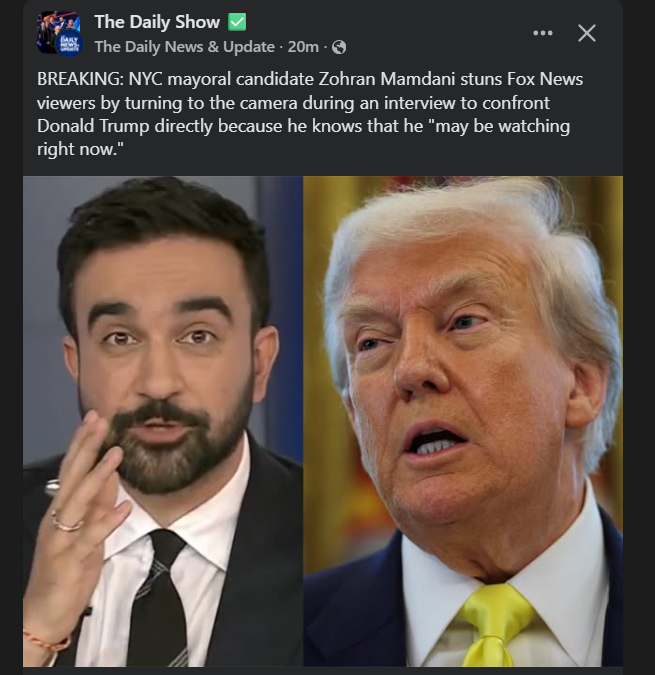 The Daily Show ✅
The Daily News & Update · 20m ·
BREAKING: NYC mayoral candidate Zohran Mamdani stuns Fox News
viewers by turning to the camera during an interview to confront
Donald Trump directly because he knows that he "may be watching
right now."